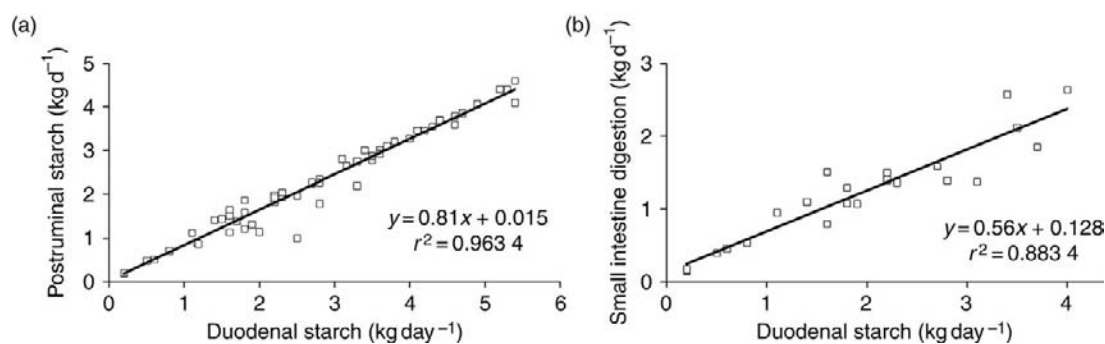 (a)
Postruminal starch (kg d⁻¹)
5
4
3
2
1
0
0 1 2 3 4 5 6
y=0.81x+0.015
r²=0.963 4
Duodenal starch (kg day⁻¹)
(b)
Small intestine digestion (kg d⁻¹)
3
2
1
0
0 1 2 3 4
y=0.56x+0.128
r²=0.883 4
Duodenal starch (kg day⁻¹)